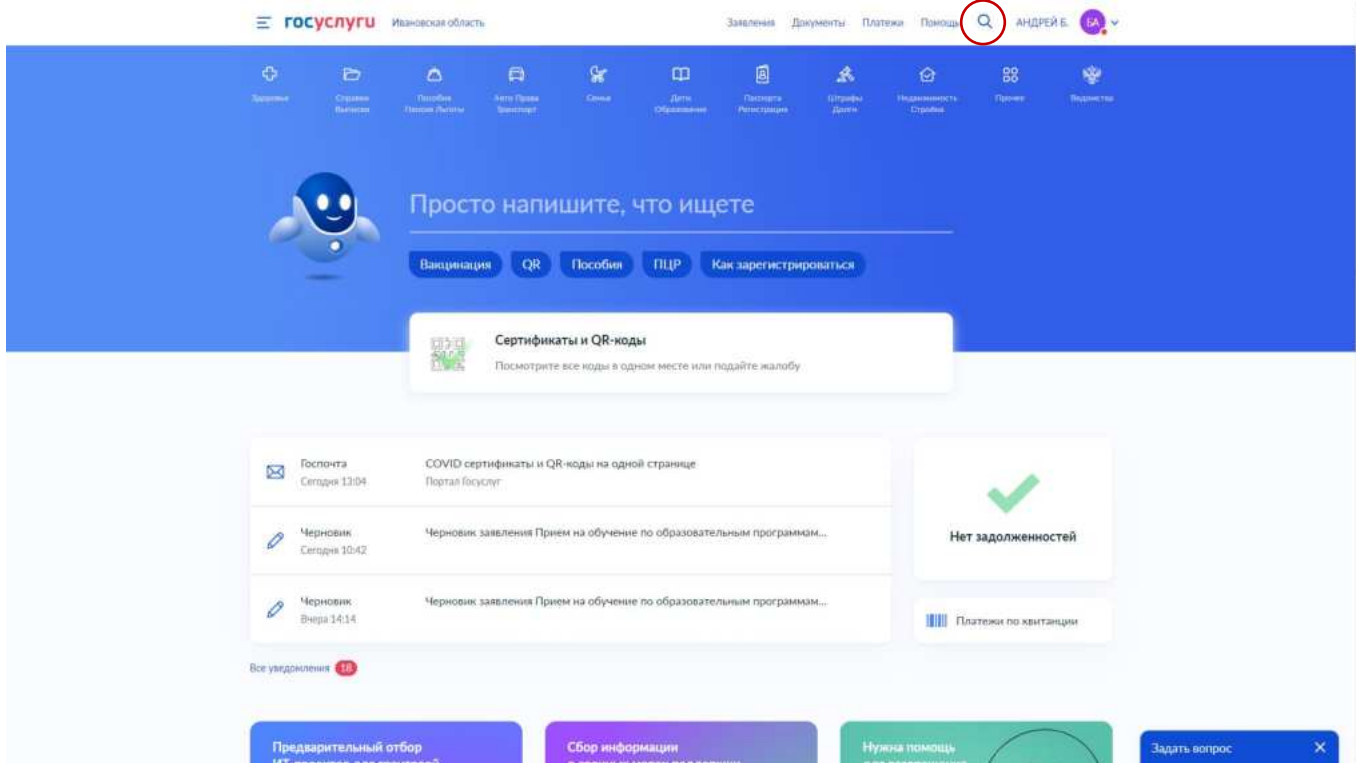 госуслуги Ивановская область Заявления Документы Платежи Помощь АНДРЕЙ Б. БА
Здоровье Справки Пособия Авто Права Семья Дети Паспорта Штрафы Недвижимость Прочее Ведомства
Выписки Пенсия Льготы Транспорт Образование Регистрация Долги Стройка
Просто напишите, что ищете
Вакцинация QR Пособия ПЦР Как зарегистрироваться
Сертификаты и QR-коды
Посмотрите все коды в одном месте или подайте жалобу
Госпочта COVID сертификаты и QR-коды на одной странице
Сегодня 13:04 Портал Госуслуг
Черновик Черновик заявления Прием на обучение по образовательным программам...
Сегодня 10:42
Нет задолженностей
Черновик Черновик заявления Прием на обучение по образовательным программам...
Вчера 14:14
Платежи по квитанции
Все уведомления 18
Предварительный отбор Сбор информации Нужна помощь
Задать вопрос